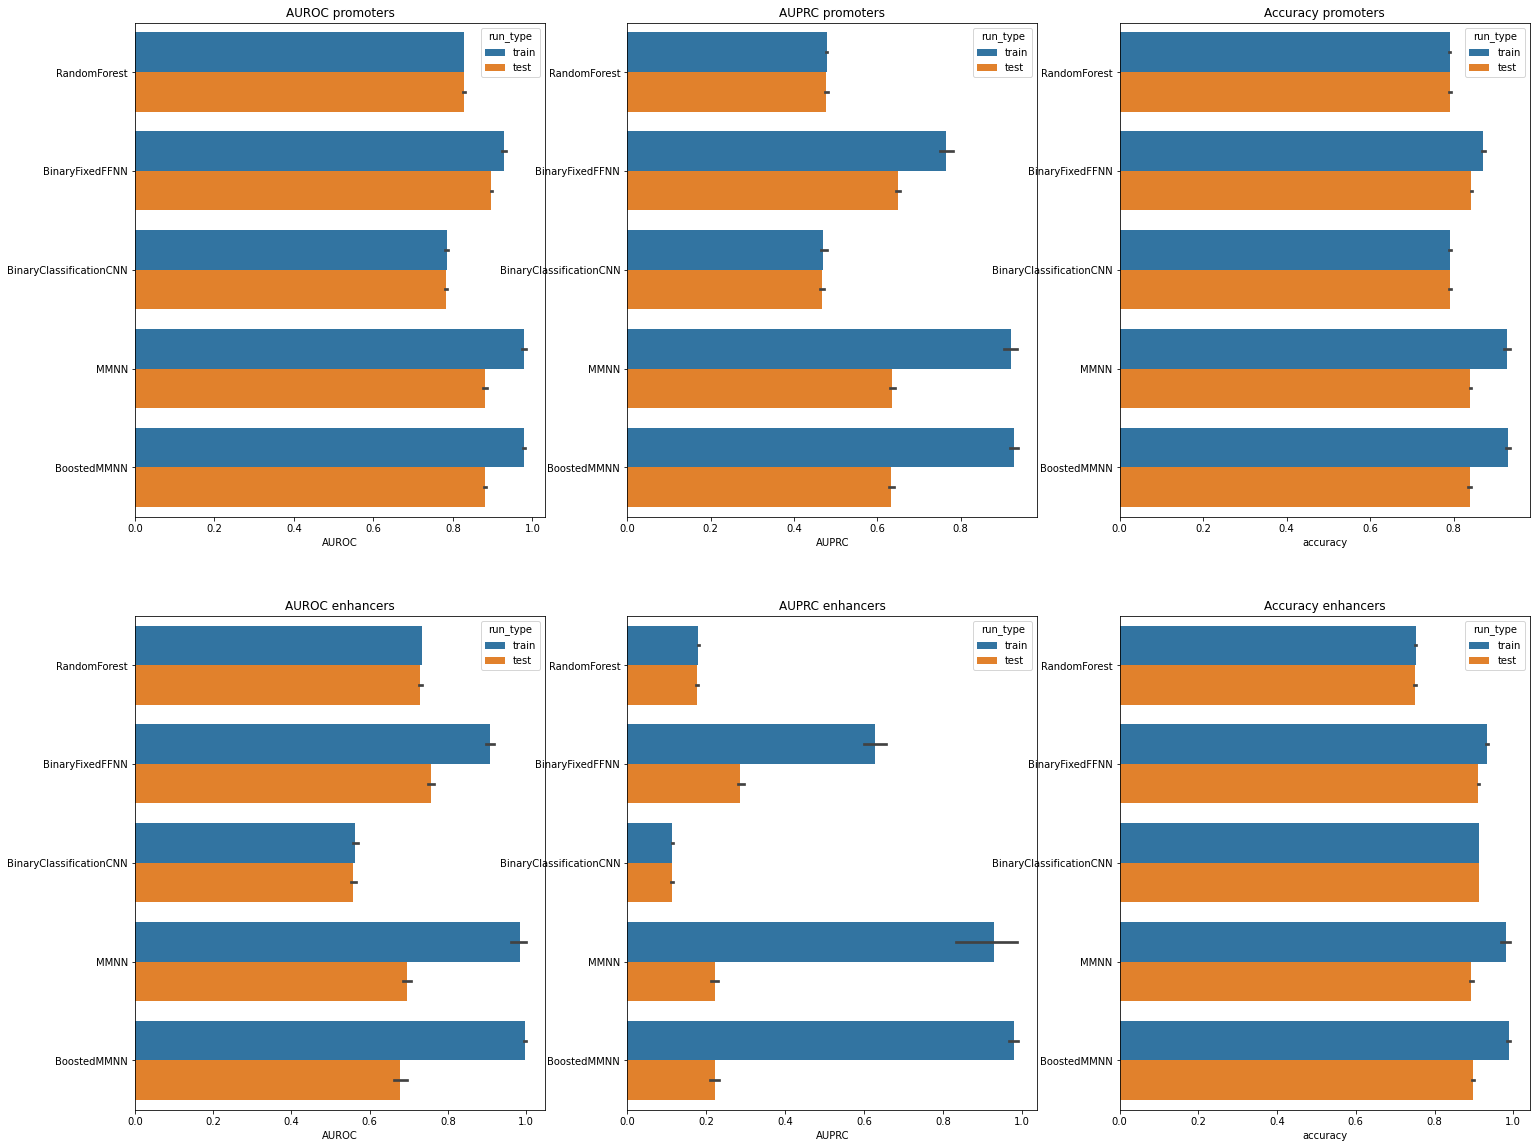 AUROC promoters
RandomForest
BinaryFixedFFNN
BinaryClassificationCNN
MMNN
BoostedMMNN
run_type
train
test
0.0 0.2 0.4 0.6 0.8 1.0
AUROC
AUPRC promoters
RandomForest
BinaryFixedFFNN
BinaryClassificationCNN
MMNN
BoostedMMNN
run_type
train
test
0.0 0.2 0.4 0.6 0.8
AUPRC
Accuracy promoters
RandomForest
BinaryFixedFFNN
BinaryClassificationCNN
MMNN
BoostedMMNN
run_type
train
test
0.0 0.2 0.4 0.6 0.8
accuracy
AUROC enhancers
RandomForest
BinaryFixedFFNN
BinaryClassificationCNN
MMNN
BoostedMMNN
run_type
train
test
0.0 0.2 0.4 0.6 0.8 1.0
AUROC
AUPRC enhancers
RandomForest
BinaryFixedFFNN
BinaryClassificationCNN
MMNN
BoostedMMNN
run_type
train
test
0.0 0.2 0.4 0.6 0.8 1.0
AUPRC
Accuracy enhancers
RandomForest
BinaryFixedFFNN
BinaryClassificationCNN
MMNN
BoostedMMNN
run_type
train
test
0.0 0.2 0.4 0.6 0.8 1.0
accuracy